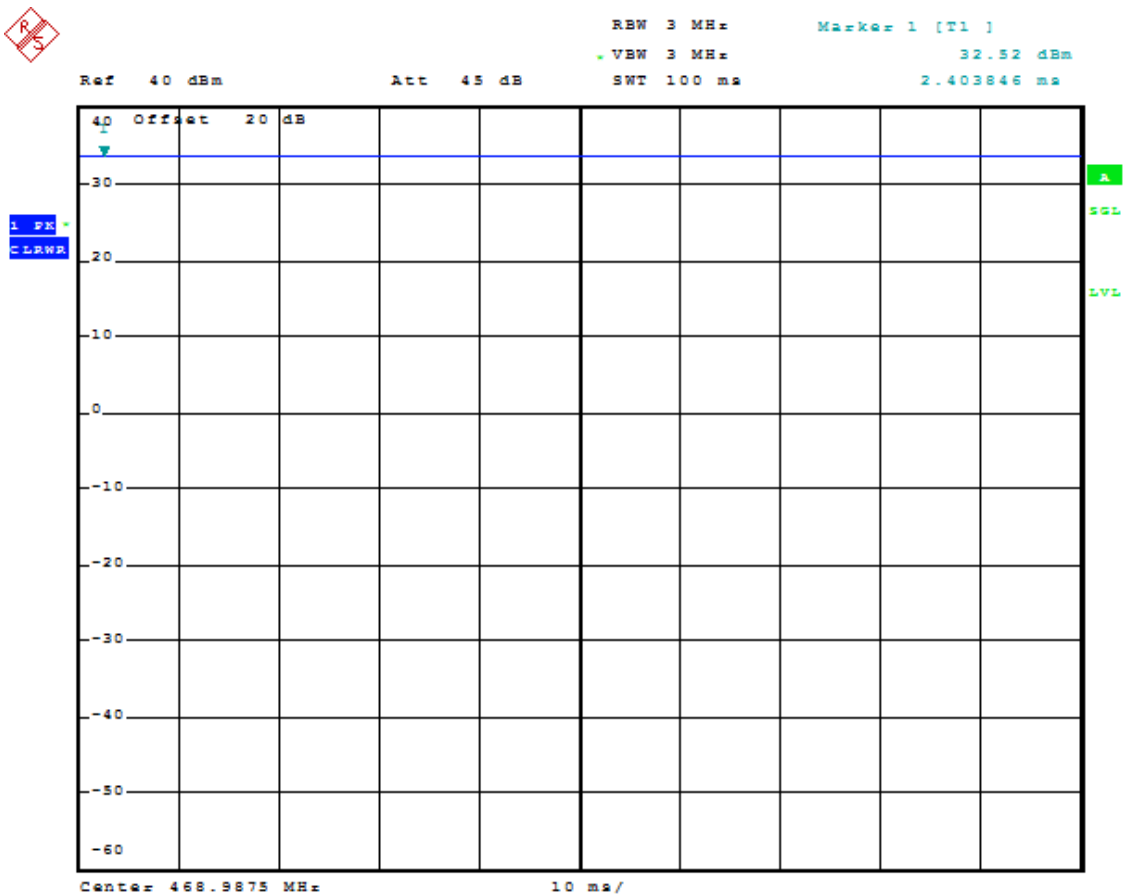 R
S
RBW 3 MHz
Marker 1 [T1 ]
* VBW 3 MHz
32.52 dBm
Ref 40 dBm
Att 45 dB
SWT 100 ms
2.403846 ms
40
Offset 20 dB
1
30
A
SGL
1 PK *
CLRWR
20
LVL
10
0
-10
-20
-30
-40
-50
-60
Center 468.9875 MHz
10 ms/